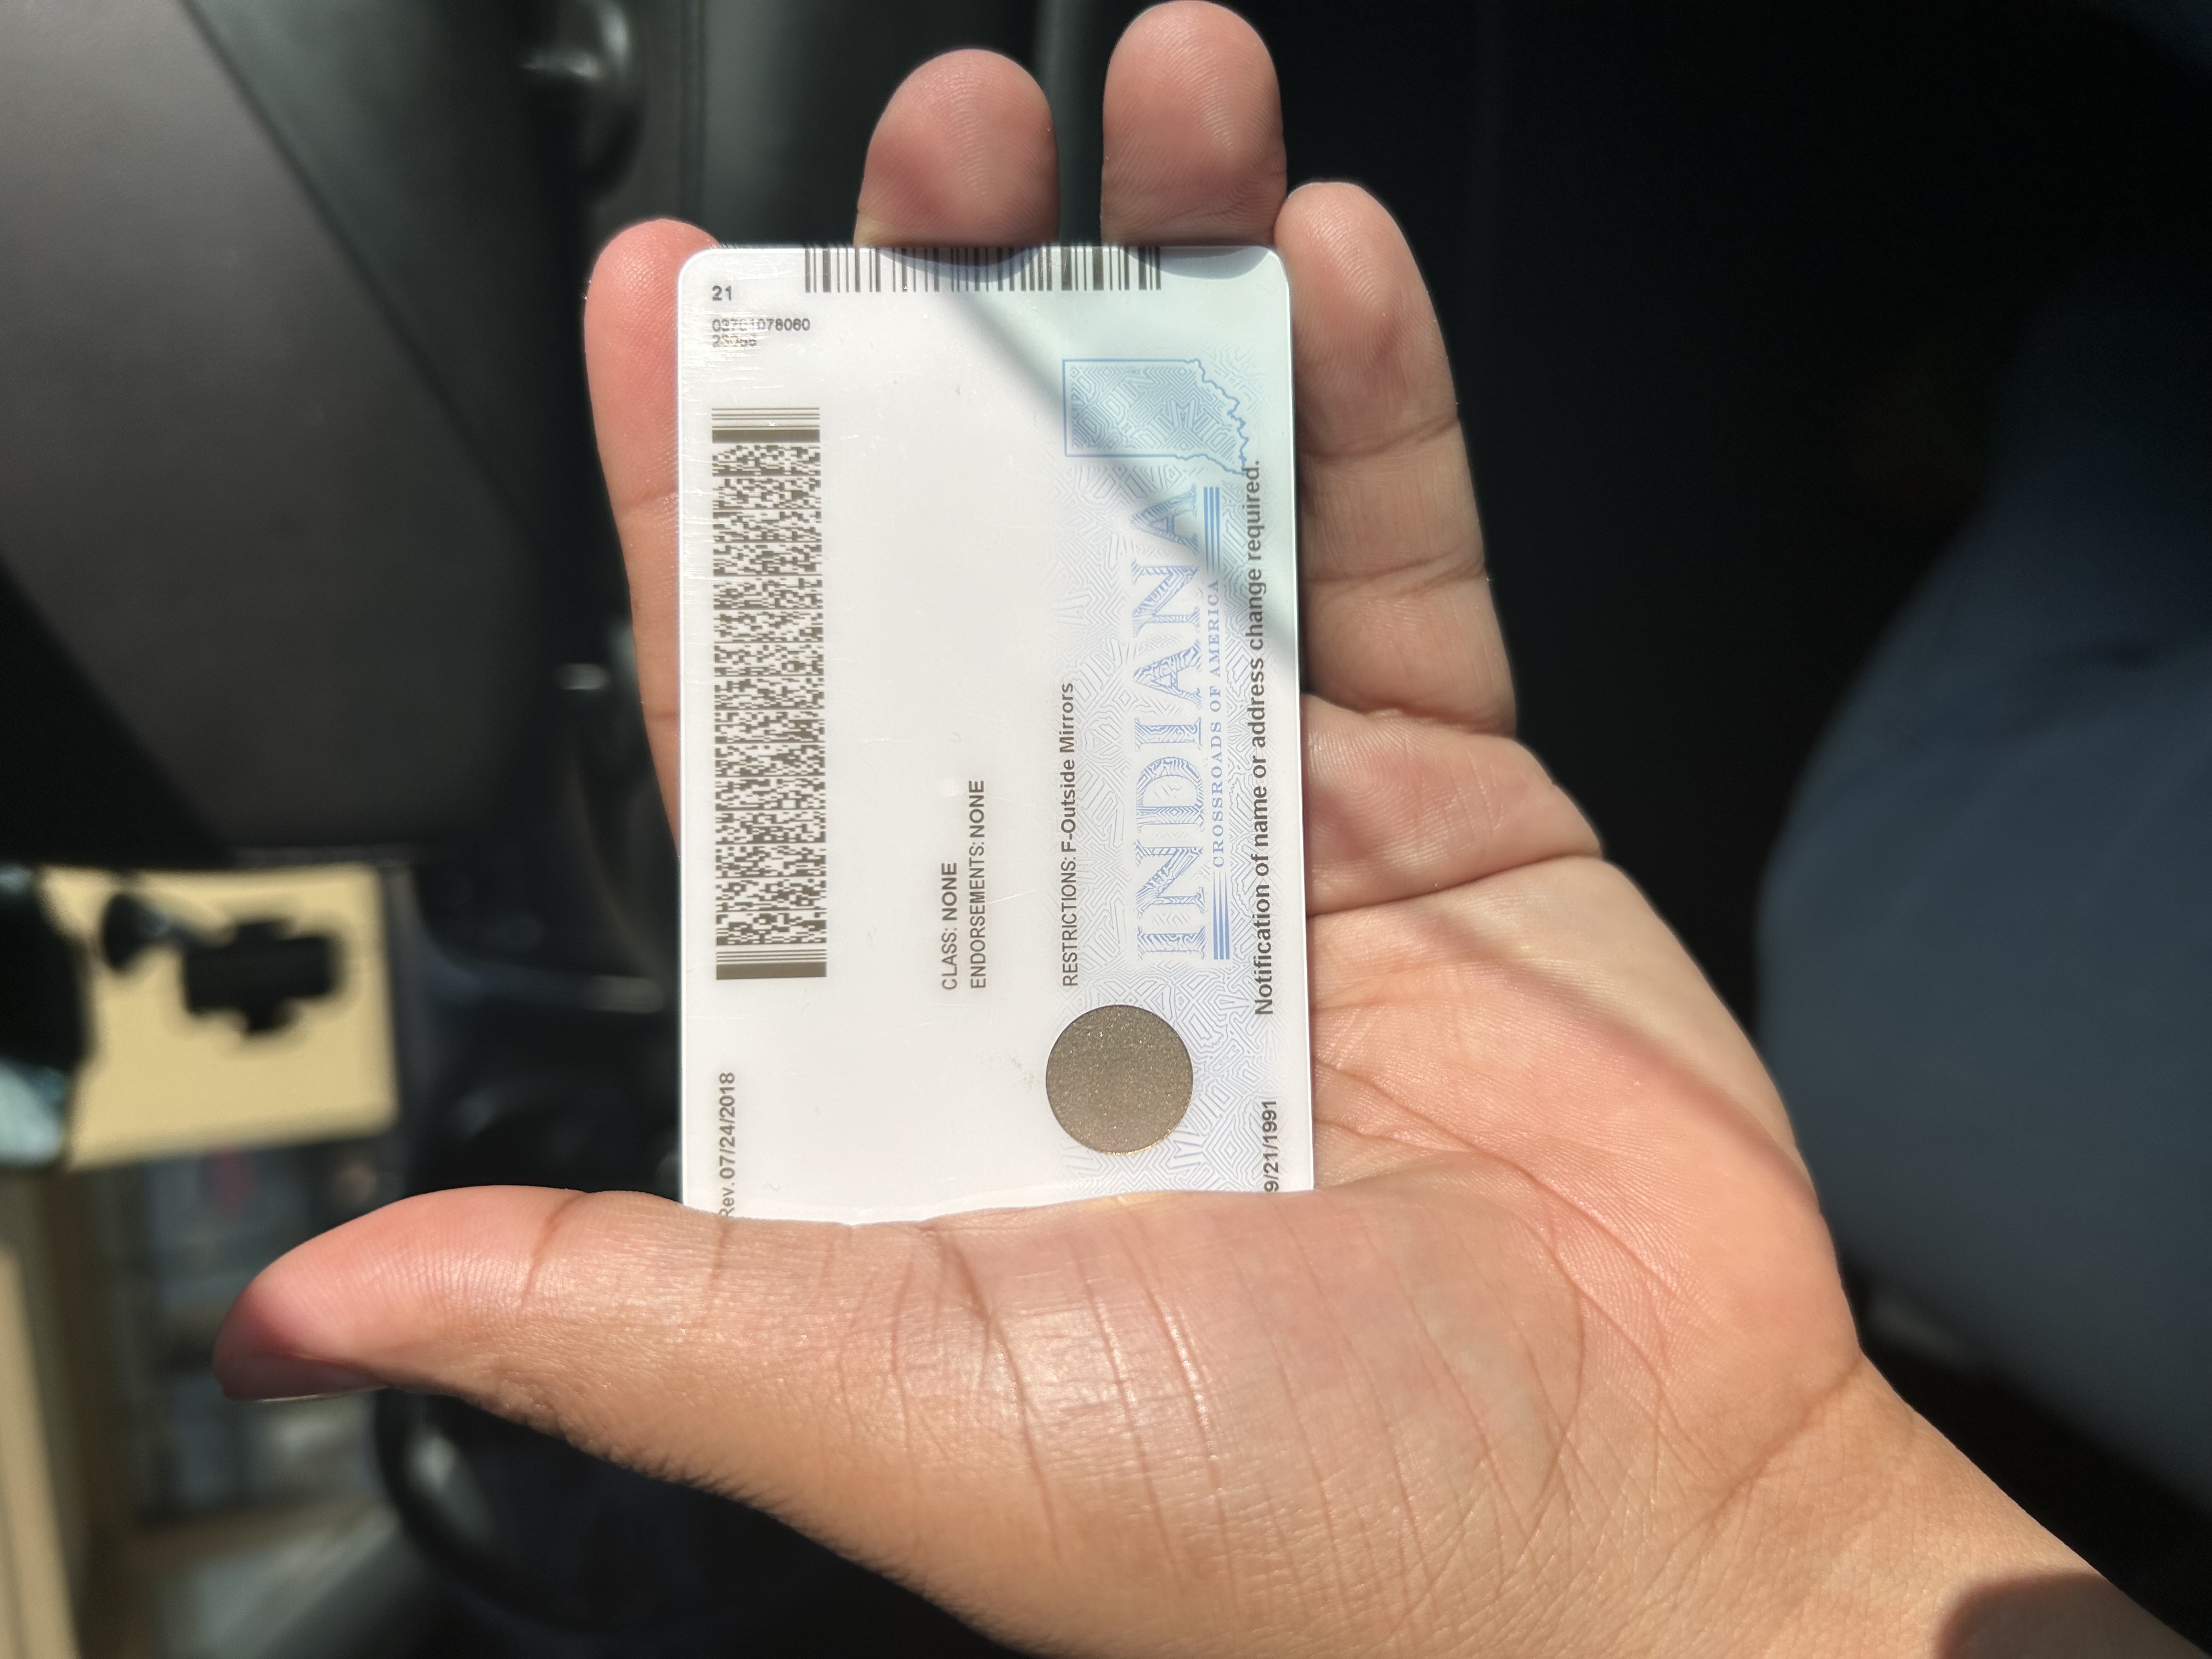 Rev. 07/24/2018
21
078060
CLASS: NONE
ENDORSEMENTS: NONE
RESTRICTIONS: F-Outside Mirrors
INDIANA
CROSSROADS OF AMERICA
9/21/1991
Notification of name or address change required.